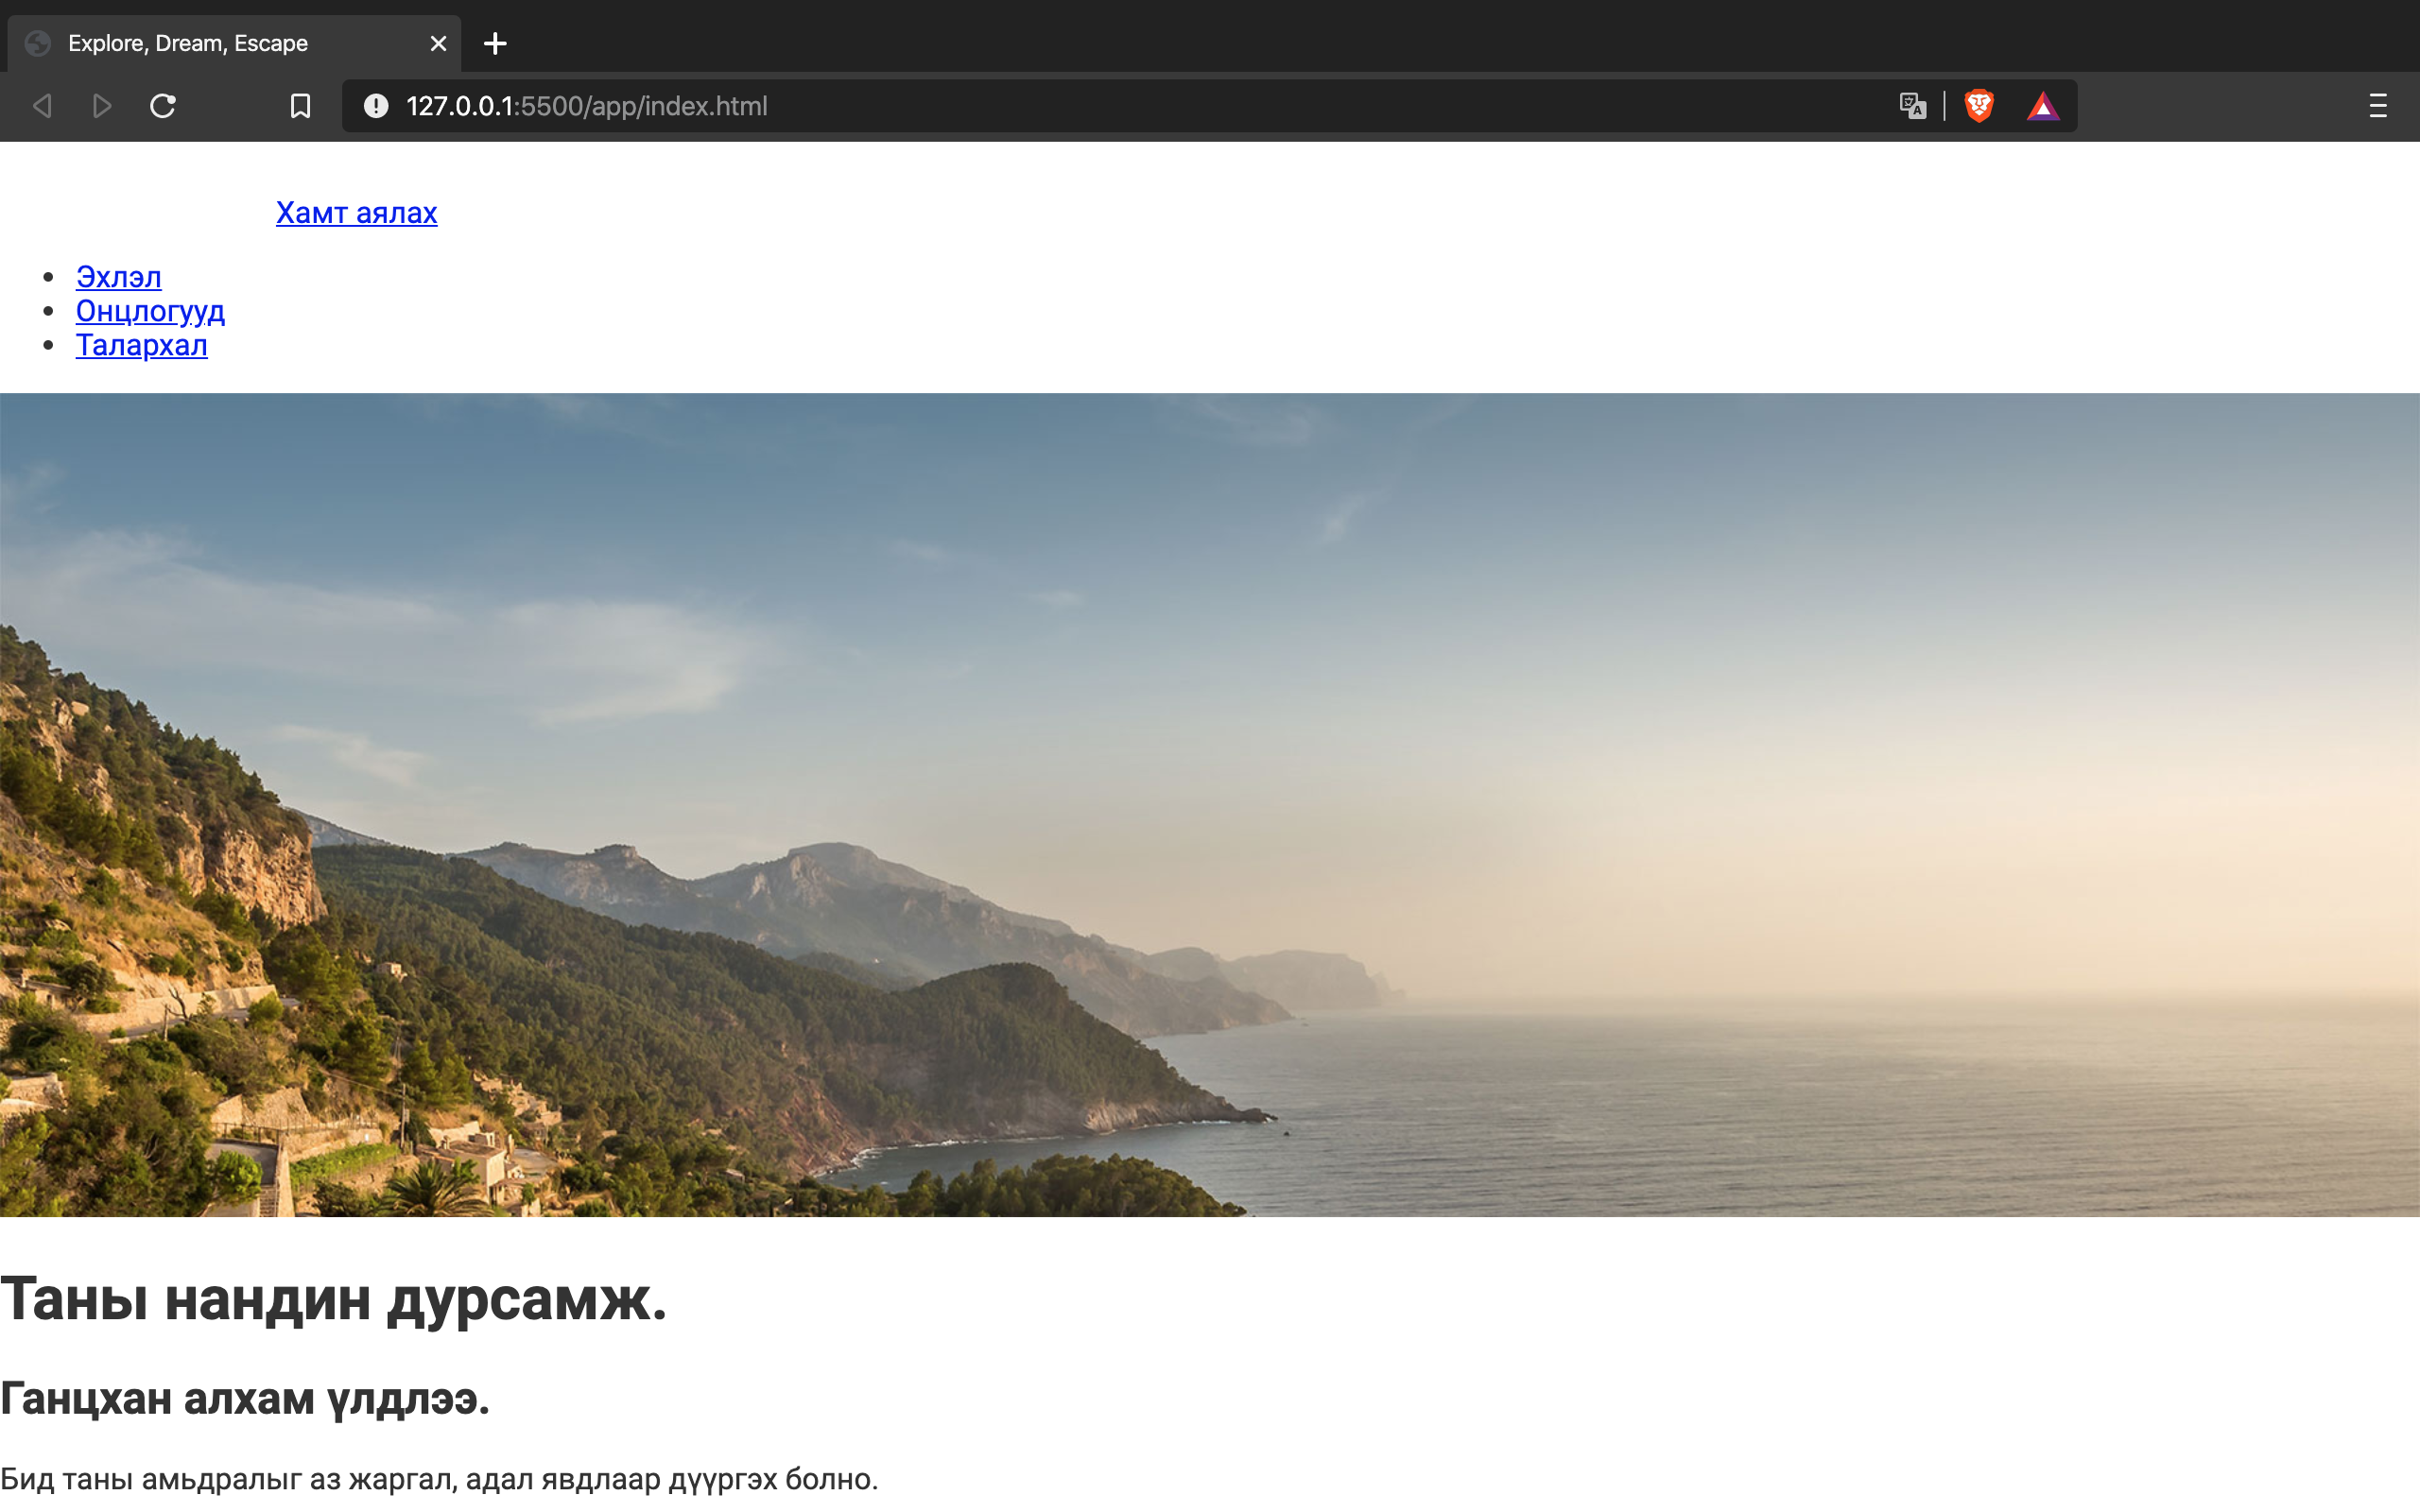 Explore, Dream, Escape
127.0.0.1:5500/app/index.html
Хамт аялах
Эхлэл
Онцлогууд
Талархал
Таны нандин дурсамж.
Ганцхан алхам үлдлээ.
Бид таны амьдралыг аз жаргал, адал явдлаар дүүргэх болно.